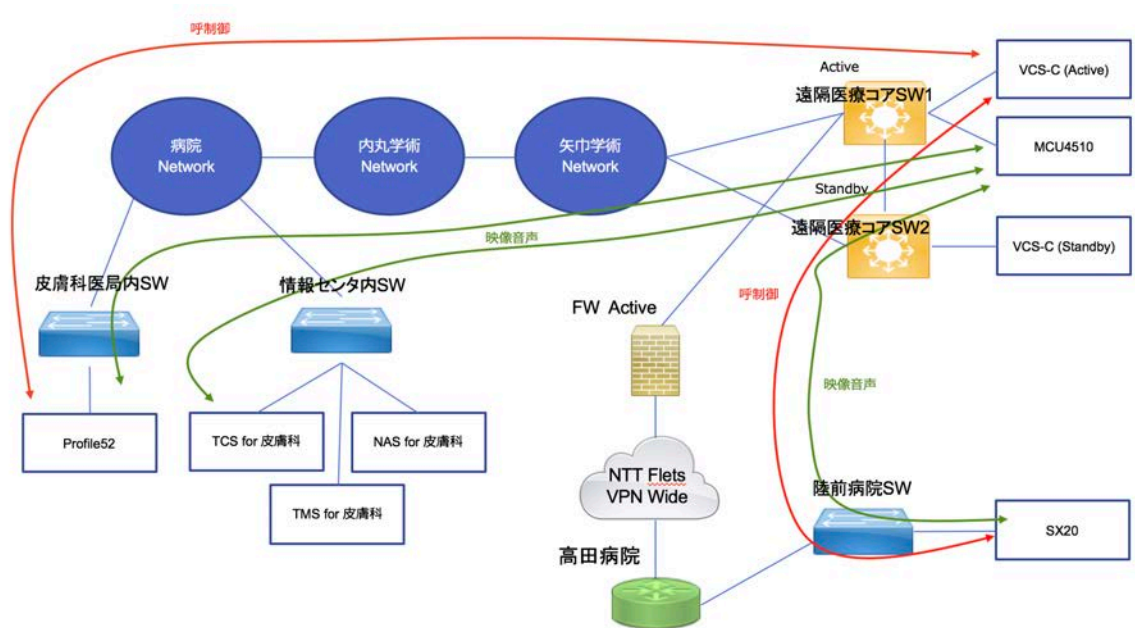 呼制御
Active
VCS-C (Active)
遠隔医療コアSW1
病院
Network
内丸学術
Network
矢巾学術
Network
MCU4510
Standby
遠隔医療コアSW2
VCS-C (Standby)
映像音声
皮膚科医局内SW
情報センタ内SW
呼制御
FW Active
映像音声
Profile52
TCS for 皮膚科
NAS for 皮膚科
TMS for 皮膚科
NTT Flets
VPN Wide
陸前病院SW
SX20
高田病院